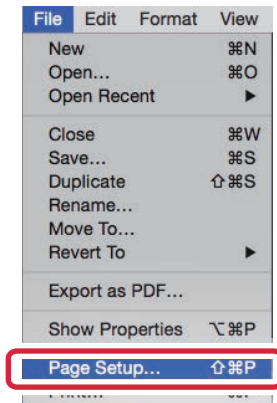 File Edit Format View
New ⌘N
Open... ⌘O
Open Recent ▶
Close ⌘W
Save... ⌘S
Duplicate ⇧⌘S
Rename...
Move To...
Revert To ▶
Export as PDF...
Show Properties ⌥⌘P
Page Setup... ⇧⌘P